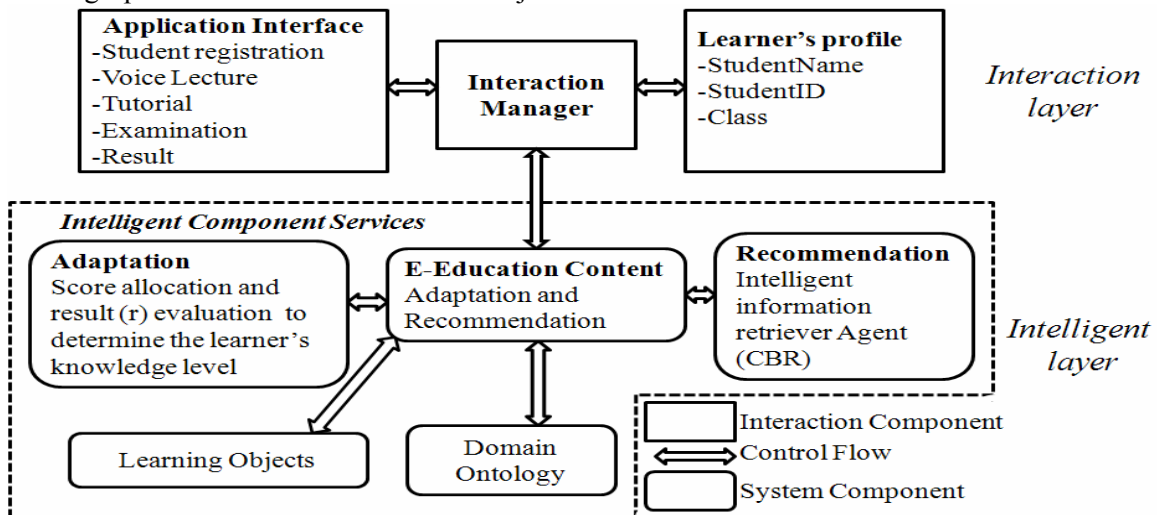 Application Interface
-Student registration
-Voice Lecture
-Tutorial
-Examination
-Result
Interaction
Manager
Learner's profile
-StudentName
-StudentID
-Class
Interaction
layer
Intelligent Component Services
Adaptation
Score allocation and
result (r) evaluation to
determine the learner's
knowledge level
E-Education Content
Adaptation and
Recommendation
Recommendation
Intelligent
information
retriever Agent
(CBR)
Intelligent
layer
Learning Objects
Domain
Ontology
Interaction Component
Control Flow
System Component